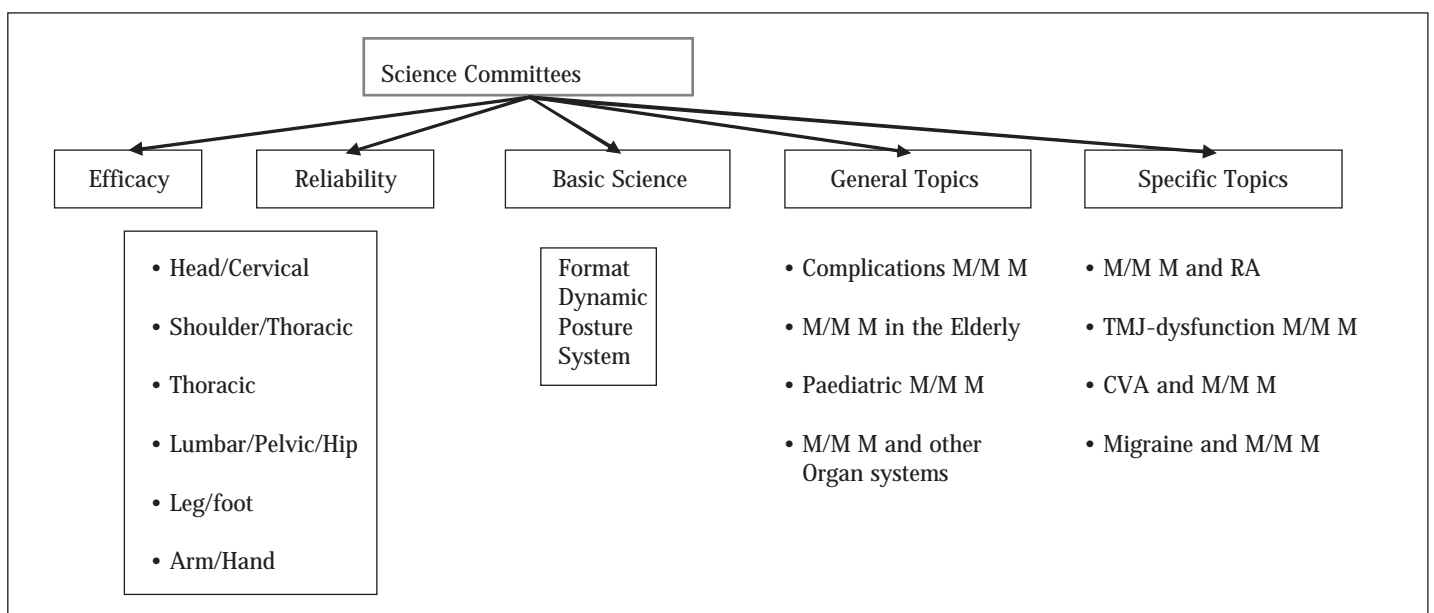 Science Committees
Efficacy
Reliability
Basic Science
General Topics
Specific Topics
• Head/Cervical
• Shoulder/Thoracic
• Thoracic
• Lumbar/Pelvic/Hip
• Leg/foot
• Arm/Hand
Format
Dynamic
Posture
System
• Complications M/M M
• M/M M in the Elderly
• Paediatric M/M M
• M/M M and other
Organ systems
• M/M M and RA
• TMJ-dysfunction M/M M
• CVA and M/M M
• Migraine and M/M M